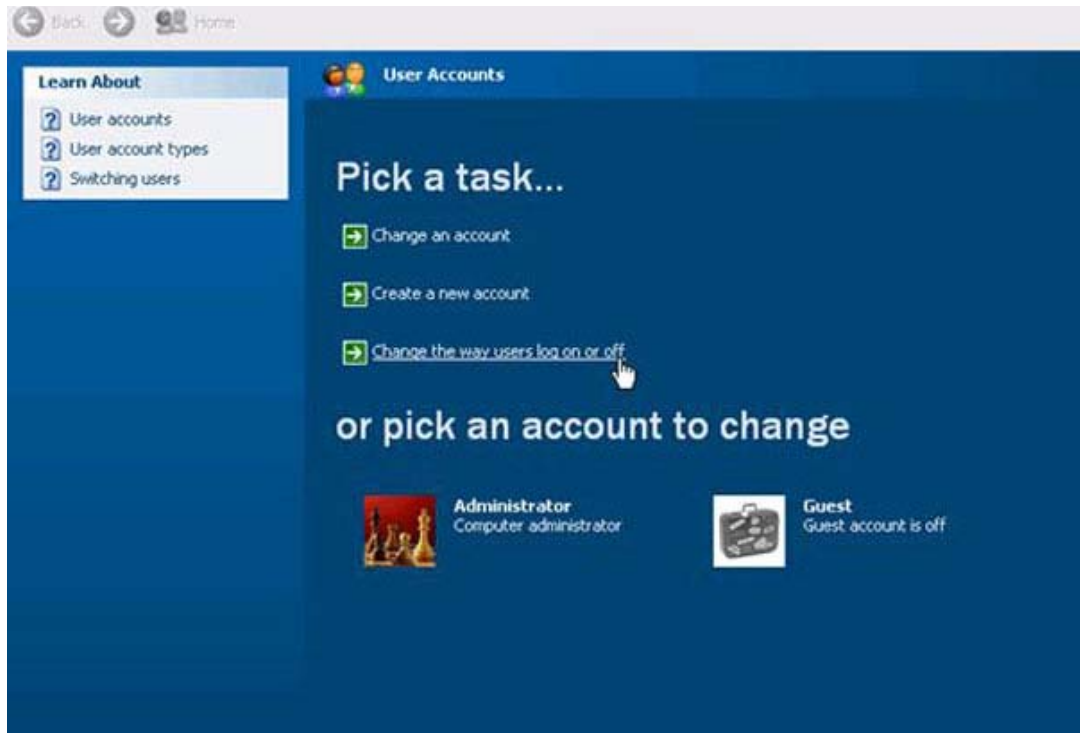 Back
Home
Learn About
User accounts
User account types
Switching users
User Accounts
Pick a task...
Change an account
Create a new account
Change the way users log on or off
or pick an account to change
Administrator
Computer administrator
Guest
Guest account is off